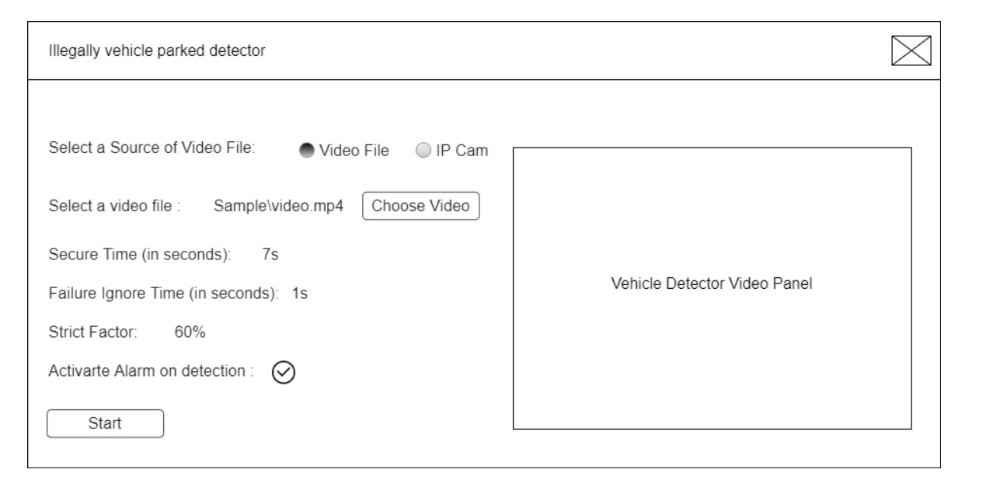 Illegally vehicle parked detector
Select a Source of Video File: Video File IP Cam
Select a video file : Sample\video.mp4 Choose Video
Secure Time (in seconds): 7s
Failure Ignore Time (in seconds): 1s
Strict Factor: 60%
Activarte Alarm on detection :
Start
Vehicle Detector Video Panel